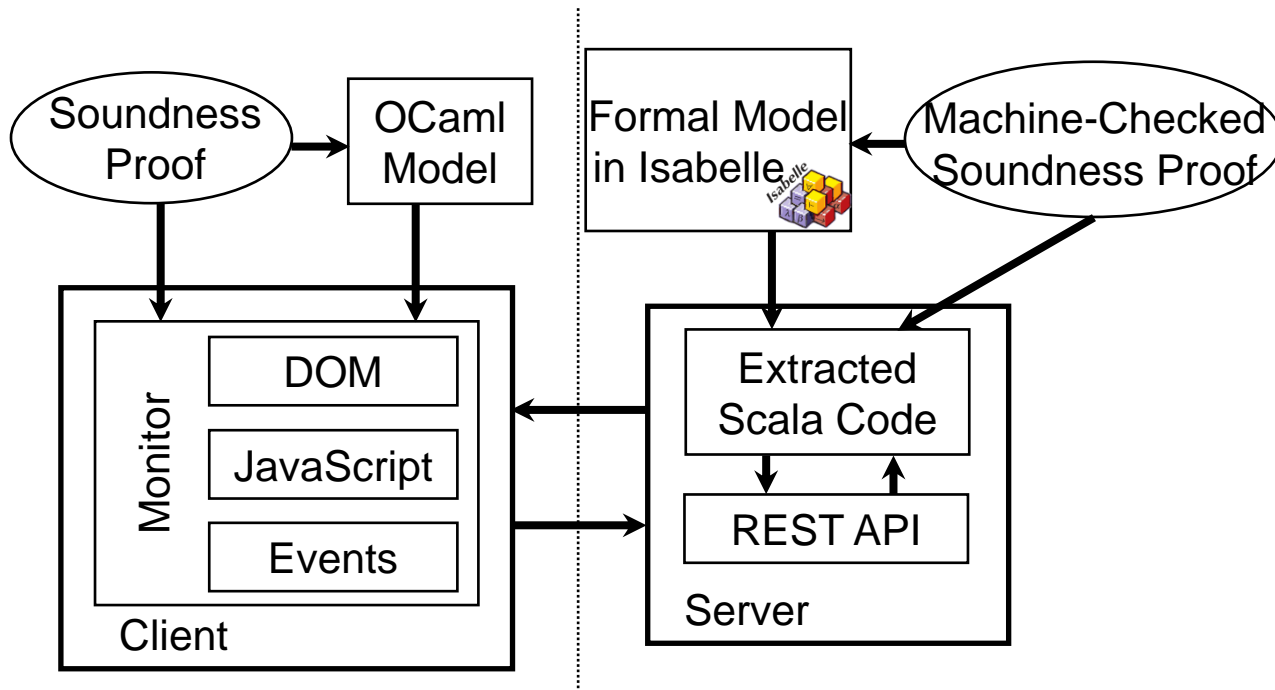 Soundness
Proof
OCaml
Model
Formal Model
in Isabelle
Isabelle
λ β
Machine-Checked
Soundness Proof
Monitor
DOM
JavaScript
Events
Client
Extracted
Scala Code
REST API
Server